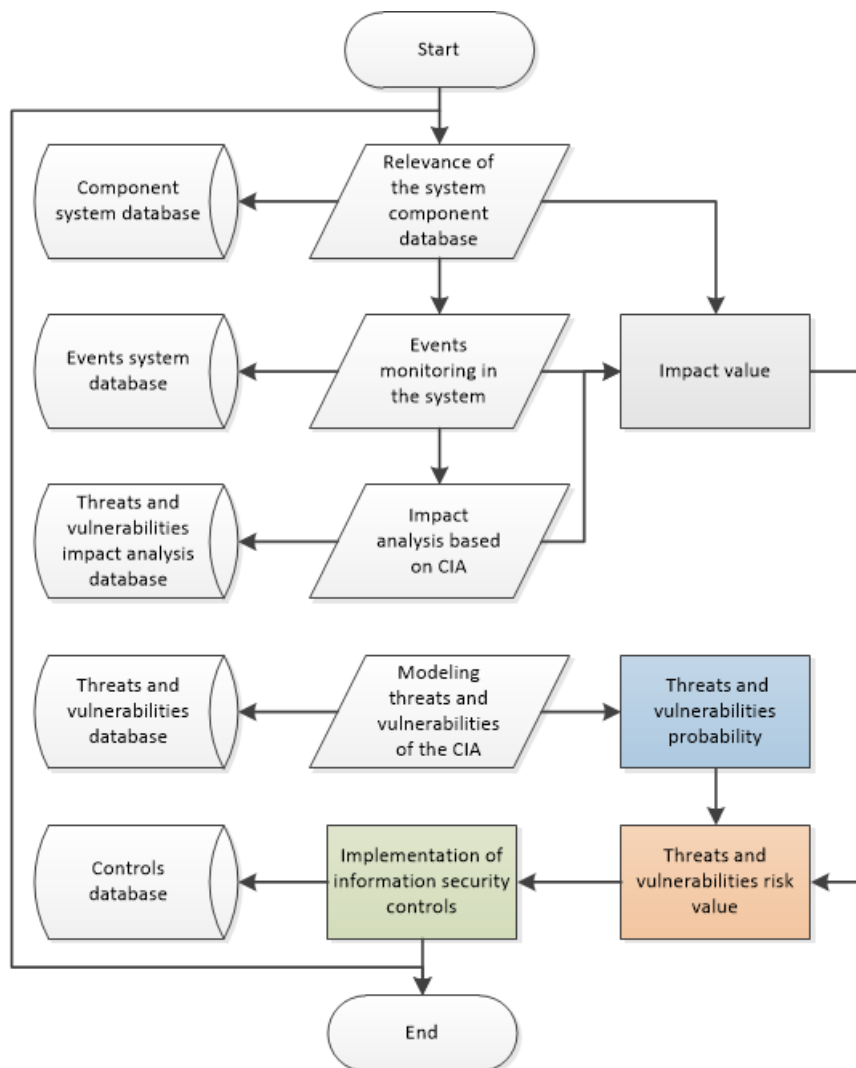 Start
Component
system database
Relevance of
the system
component
database
Events system
database
Events
monitoring in
the system
Impact value
Threats and
vulnerabilities
impact analysis
database
Impact
analysis based
on CIA
Threats and
vulnerabilities
database
Modeling
threats and
vulnerabilities
of the CIA
Threats and
vulnerabilities
probability
Controls
database
Implementation of
information security
controls
Threats and
vulnerabilities risk
value
End